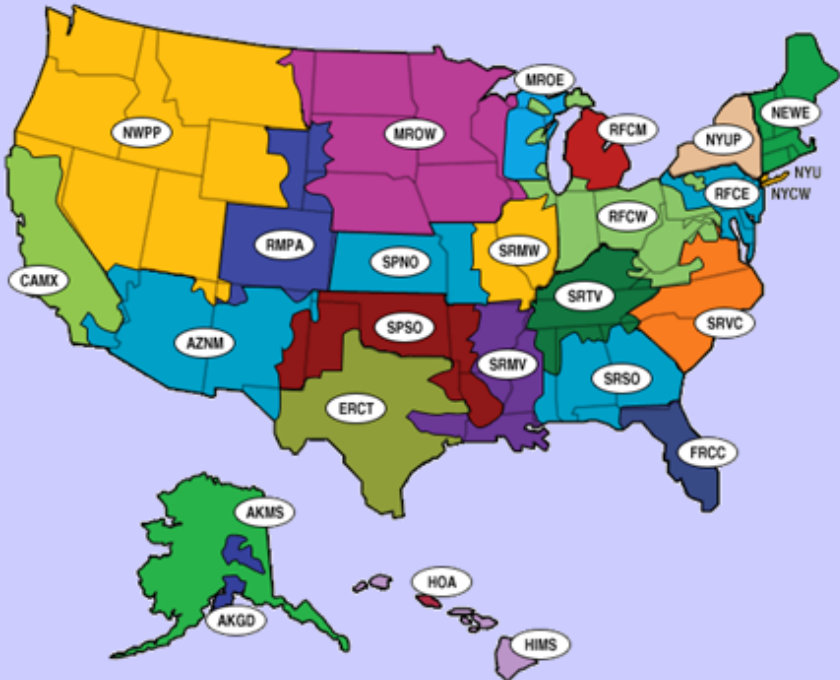 MROE
NWPP
MROW
RFCM
NEWE
NYUP
NYU
RFCE
NYCW
RFCW
RMPA
SPNO
SRMW
CAMX
SRTV
AZNM
SPSO
SRVC
SRMV
SRSO
ERCT
FRCC
AKMS
HOA
AKGD
HIMS